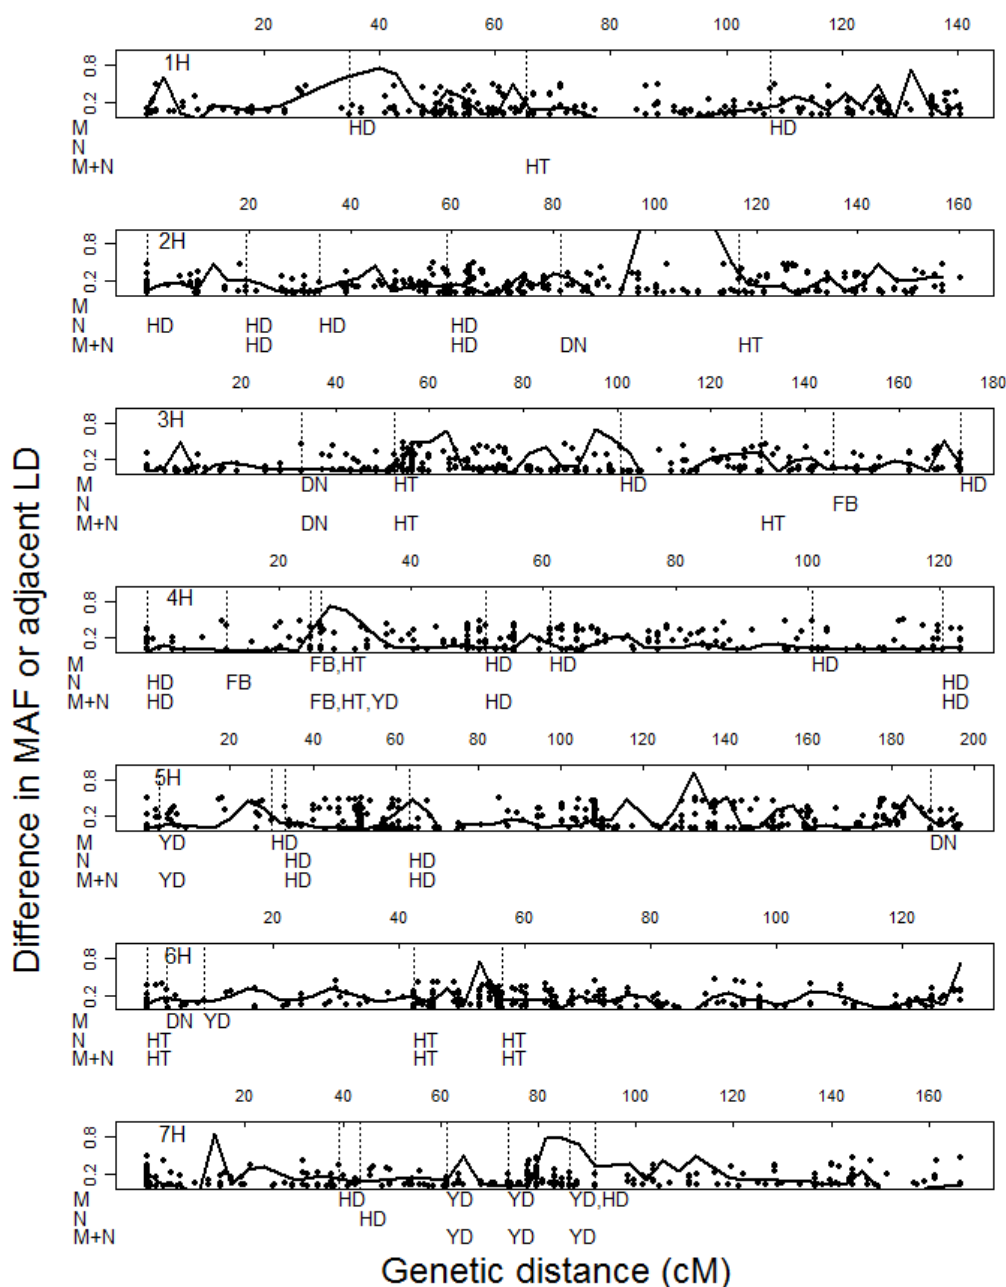 20 40 60 80 100 120 140
0.8
0.2
1H
M HD HD
N
M+N HT
20 40 60 80 100 120 140 160
0.8
0.2
2H
M
N HD HD HD HD
M+N HD HD DN HT
20 40 60 80 100 120 140 160 180
0.8
0.2
3H
M DN HT HD HD
N FB
M+N DN HT HT
20 40 60 80 100 120
0.8
0.2
4H
M FB,HT HD HD HD
N HD FB HD
M+N HD FB,HT,YD HD HD
20 40 60 80 100 120 140 160 180 200
0.8
0.2
5H
M YD HD DN
N HD HD
M+N YD HD HD
20 40 60 80 100 120
0.8
0.2
6H
M DN YD
N HT HT HT
M+N HT HT HT
20 40 60 80 100 120 140 160
0.8
0.2
7H
M HD YD YD YD,HD
N HD
M+N YD YD YD
Difference in MAF or adjacent LD
Genetic distance (cM)